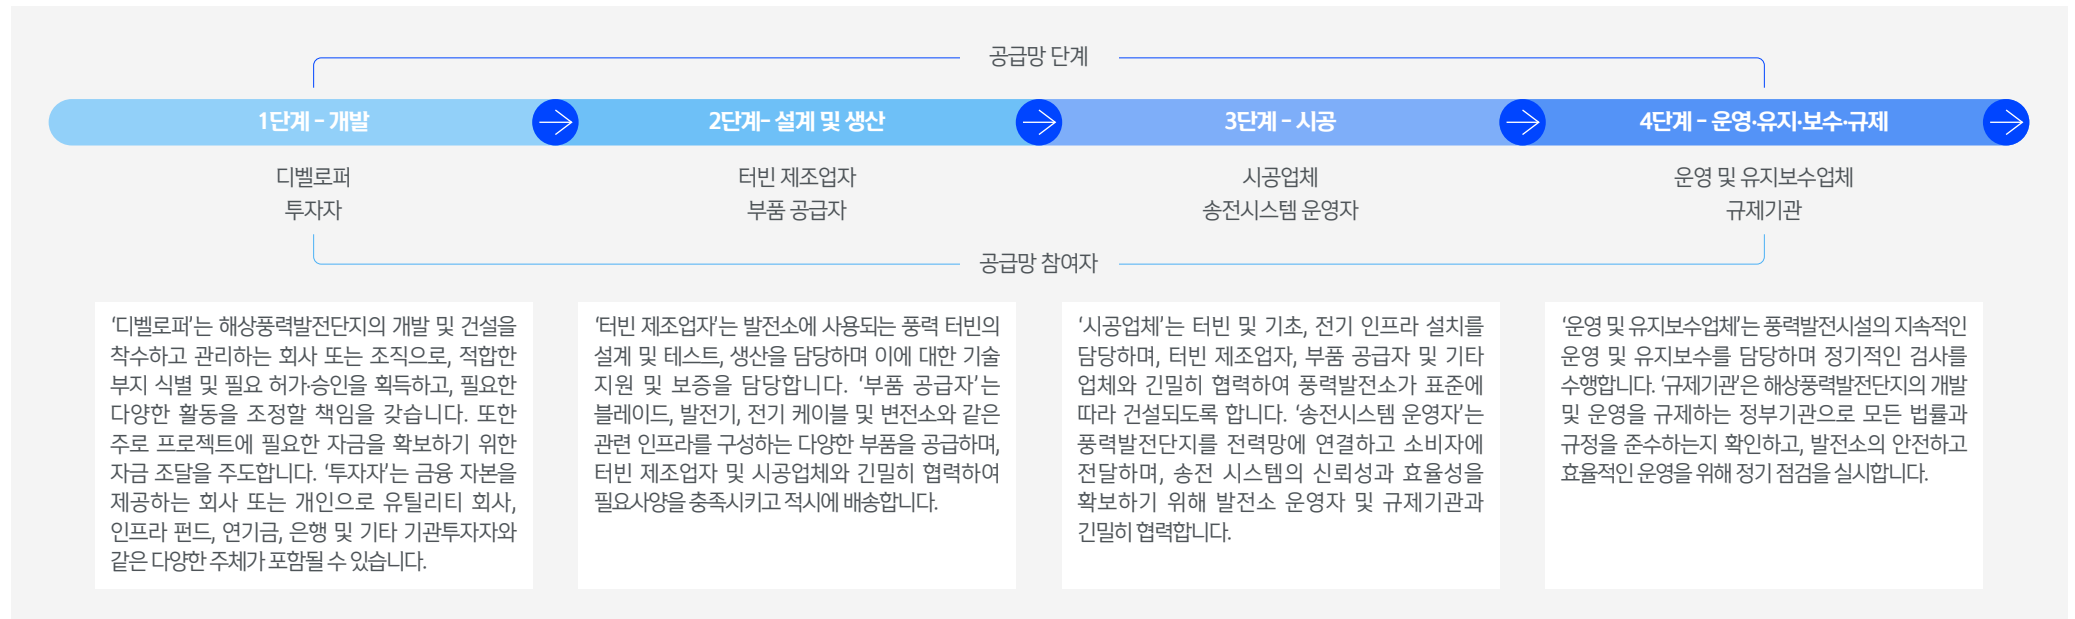 공급망 단계
1단계 - 개발
2단계- 설계 및 생산
3단계 - 시공
4단계 - 운영·유지·보수·규제
디벨로퍼
투자자
터빈 제조업자
부품 공급자
시공업체
송전시스템 운영자
운영 및 유지보수업체
규제기관
공급망 참여자
‘디벨로퍼’는 해상풍력발전단지의 개발 및 건설을
착수하고 관리하는 회사 또는 조직으로, 적합한
부지 식별 및 필요 허가·승인을 획득하고, 필요한
다양한 활동을 조정할 책임을 갖습니다. 또한
주로 프로젝트에 필요한 자금을 확보하기 위한
자금 조달을 주도합니다. ‘투자자’는 금융 자본을
제공하는 회사 또는 개인으로 유틸리티 회사,
인프라 펀드, 연기금, 은행 및 기타 기관투자자와
같은 다양한 주체가 포함될 수 있습니다.
‘터빈 제조업자’는 발전소에 사용되는 풍력 터빈의
설계 및 테스트, 생산을 담당하며 이에 대한 기술
지원 및 보증을 담당합니다. ‘부품 공급자’는
블레이드, 발전기, 전기 케이블 및 변전소와 같은
관련 인프라를 구성하는 다양한 부품을 공급하며,
터빈 제조업자 및 시공업체와 긴밀히 협력하여
필요사양을 충족시키고 적시에 배송합니다.
‘시공업체’는 터빈 및 기초, 전기 인프라 설치를
담당하며, 터빈 제조업자, 부품 공급자 및 기타
업체와 긴밀히 협력하여 풍력발전소가 표준에
따라 건설되도록 합니다. ‘송전시스템 운영자’는
풍력발전단지를 전력망에 연결하고 소비자에
전달하며, 송전 시스템의 신뢰성과 효율성을
확보하기 위해 발전소 운영자 및 규제기관과
긴밀히 협력합니다.
‘운영 및 유지보수업체’는 풍력발전시설의 지속적인
운영 및 유지보수를 담당하며 정기적인 검사를
수행합니다. ‘규제기관’은 해상풍력발전단지의 개발
및 운영을 규제하는 정부기관으로 모든 법률과
규정을 준수하는지 확인하고, 발전소의 안전하고
효율적인 운영을 위해 정기 점검을 실시합니다.